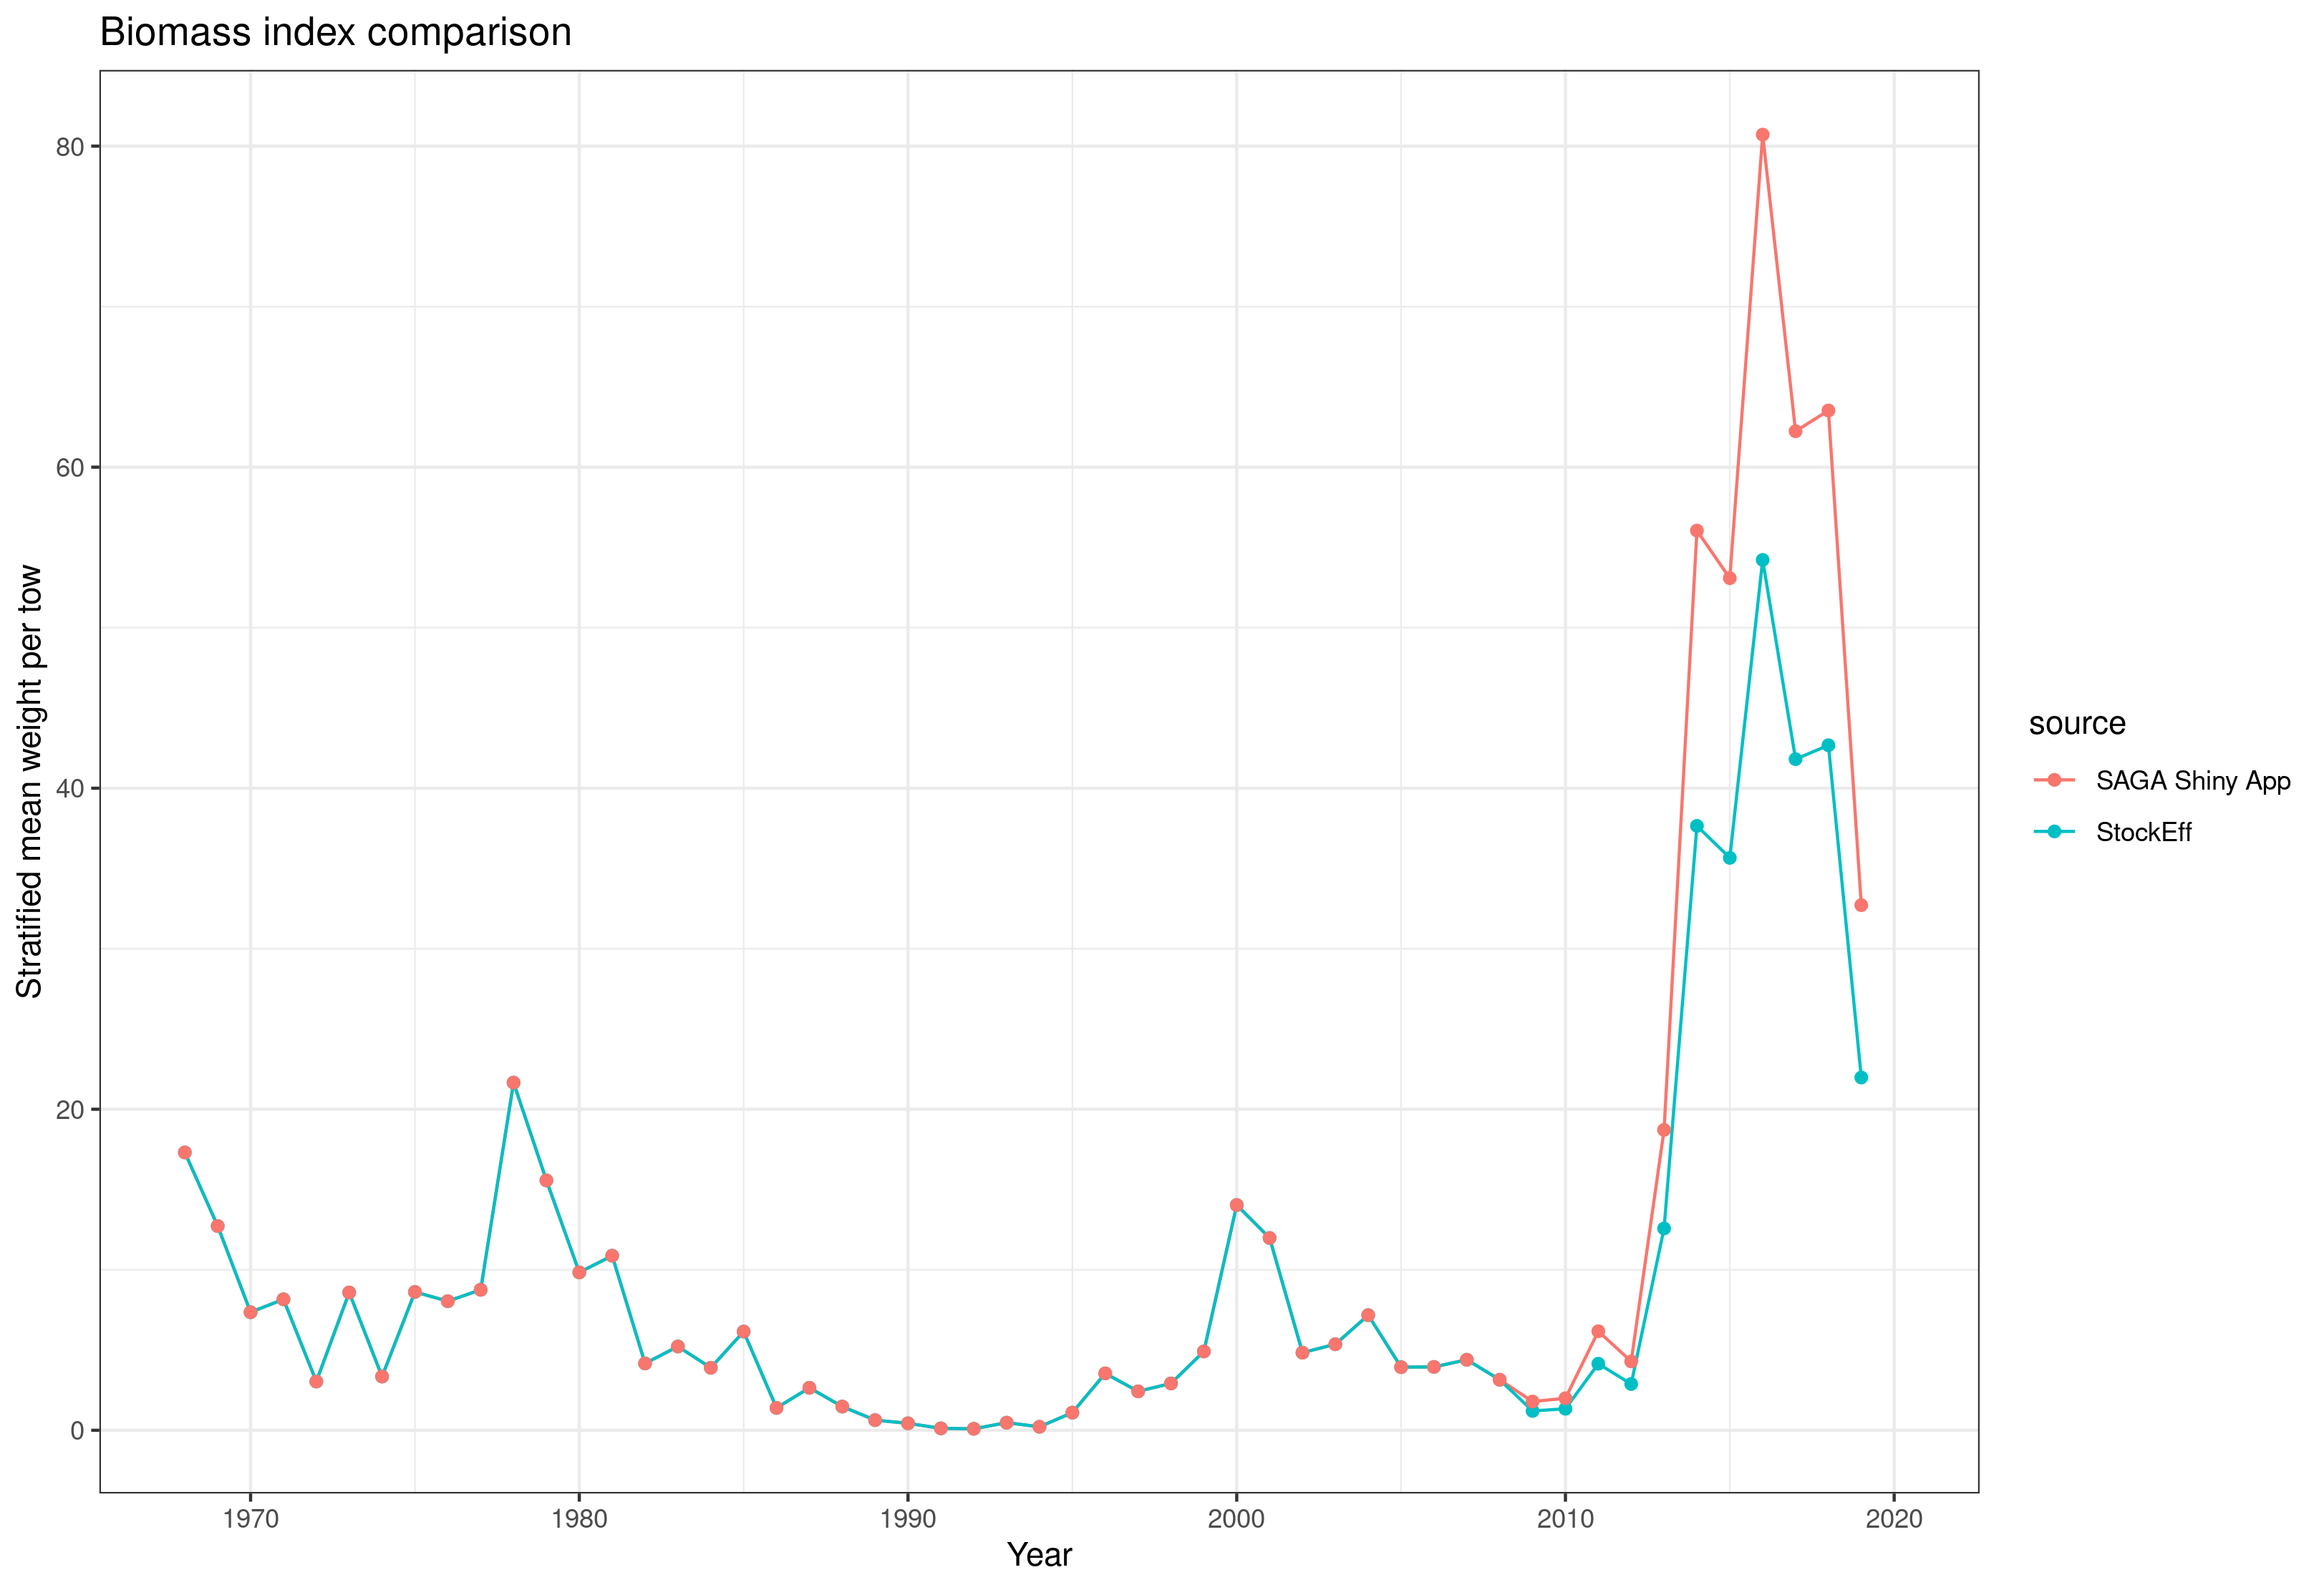 Biomass index comparison
Stratified mean weight per tow
80
60
40
20
0
1970
1980
1990
2000
2010
2020
Year
source
SAGA Shiny App
StockEff